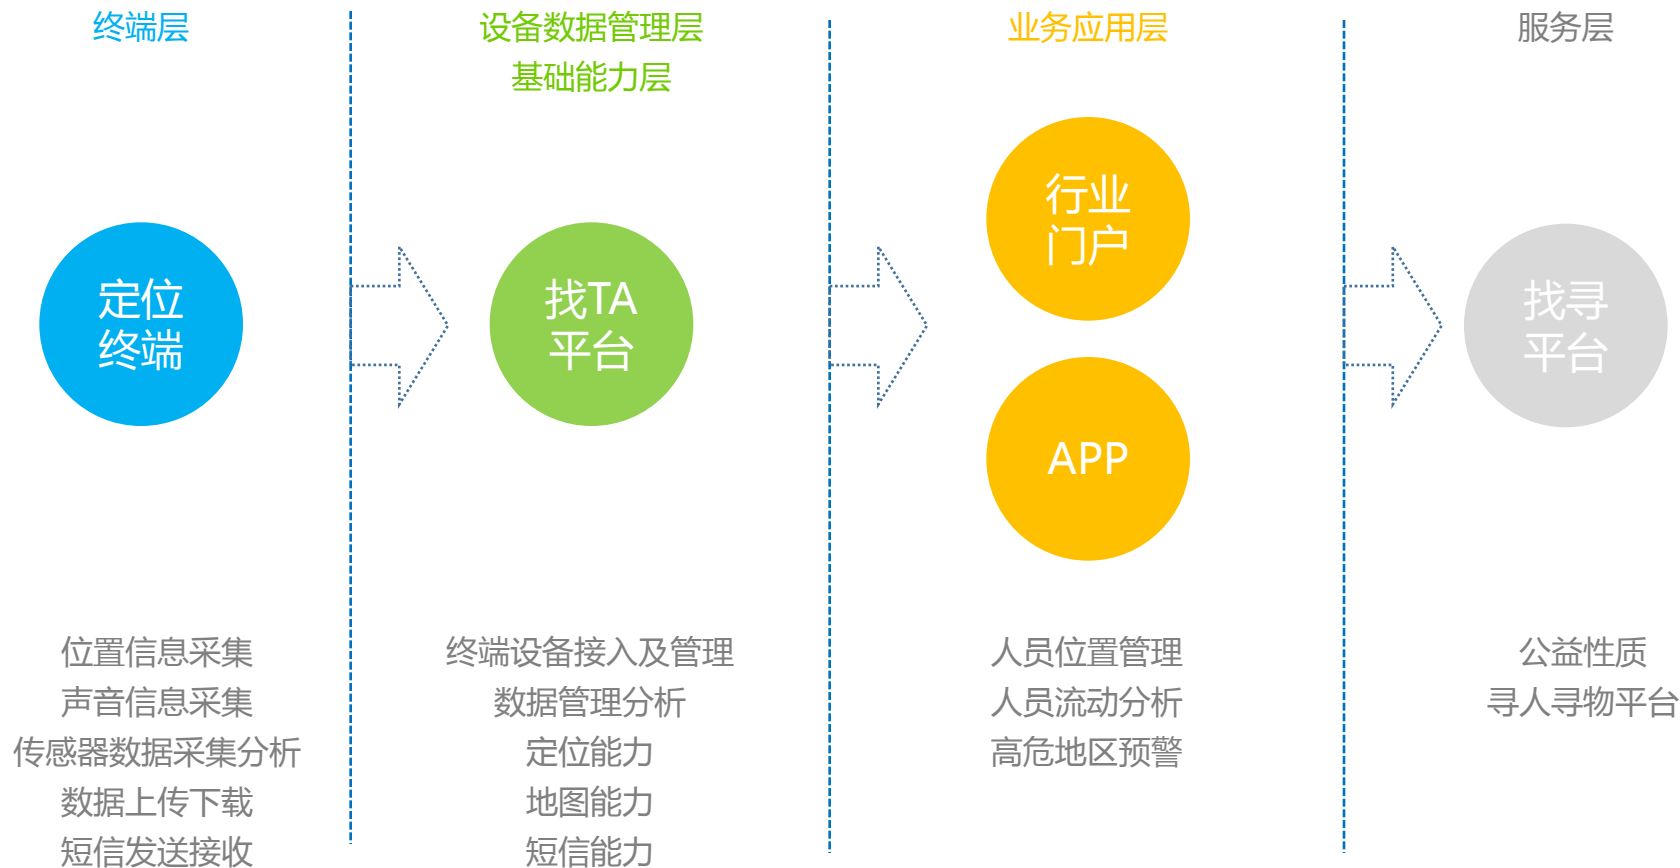 终端层
设备数据管理层
基础能力层
业务应用层
服务层
定位
终端
找TA
平台
行业
门户
APP
找寻
平台
位置信息采集
声音信息采集
传感器数据采集分析
数据上传下载
短信发送接收
终端设备接入及管理
数据管理分析
定位能力
地图能力
短信能力
人员位置管理
人员流动分析
高危地区预警
公益性质
寻人寻物平台